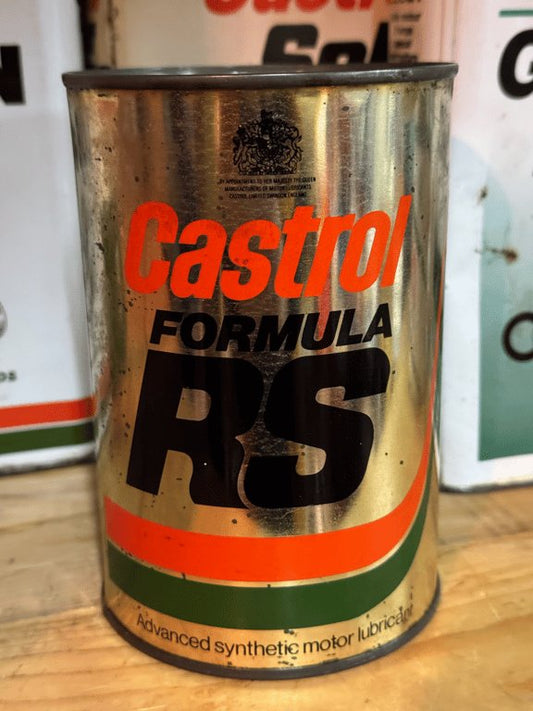 Castrol
BY APPOINTMENT TO HER MAJESTY THE QUEEN
MANUFACTURERS OF MOTOR LUBRICANTS
CASTROL LIMITED SWINDON ENGLAND
Castrol
FORMULA
RS
Advanced synthetic motor lubricant